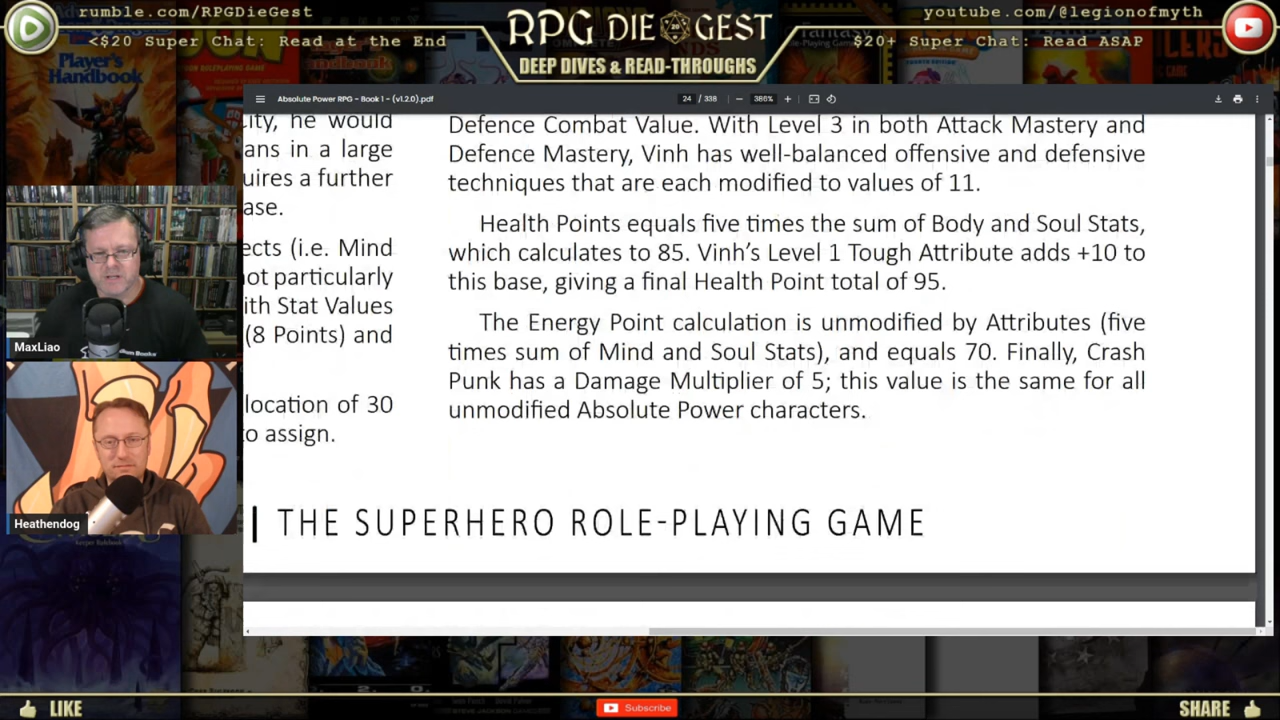 rumble.com/RPGDieGest
<$20 Super Chat: Read at the End
RPG DIE GEST
DEEP DIVES & READ-THROUGHS
youtube.com/@legionofmyth
$20+ Super Chat: Read ASAP
Player's
Handbook
Absolute Power RPG - Book 1 - (v1.2.0).pdf
24 / 338
386%
city, he would
ans in a large
uires a further
ase.
ects (i.e. Mind
ot particularly
ith Stat Values
(8 Points) and
location of 30
to assign.
Defence Combat Value. With Level 3 in both Attack Mastery and
Defence Mastery, Vinh has well-balanced offensive and defensive
techniques that are each modified to values of 11.
Health Points equals five times the sum of Body and Soul Stats,
which calculates to 85. Vinh's Level 1 Tough Attribute adds +10 to
this base, giving a final Health Point total of 95.
The Energy Point calculation is unmodified by Attributes (five
times sum of Mind and Soul Stats), and equals 70. Finally, Crash
Punk has a Damage Multiplier of 5; this value is the same for all
unmodified Absolute Power characters.
| THE SUPERHERO ROLE-PLAYING GAME
MaxLiao
Heathendog
LIKE
Subscribe
SHARE